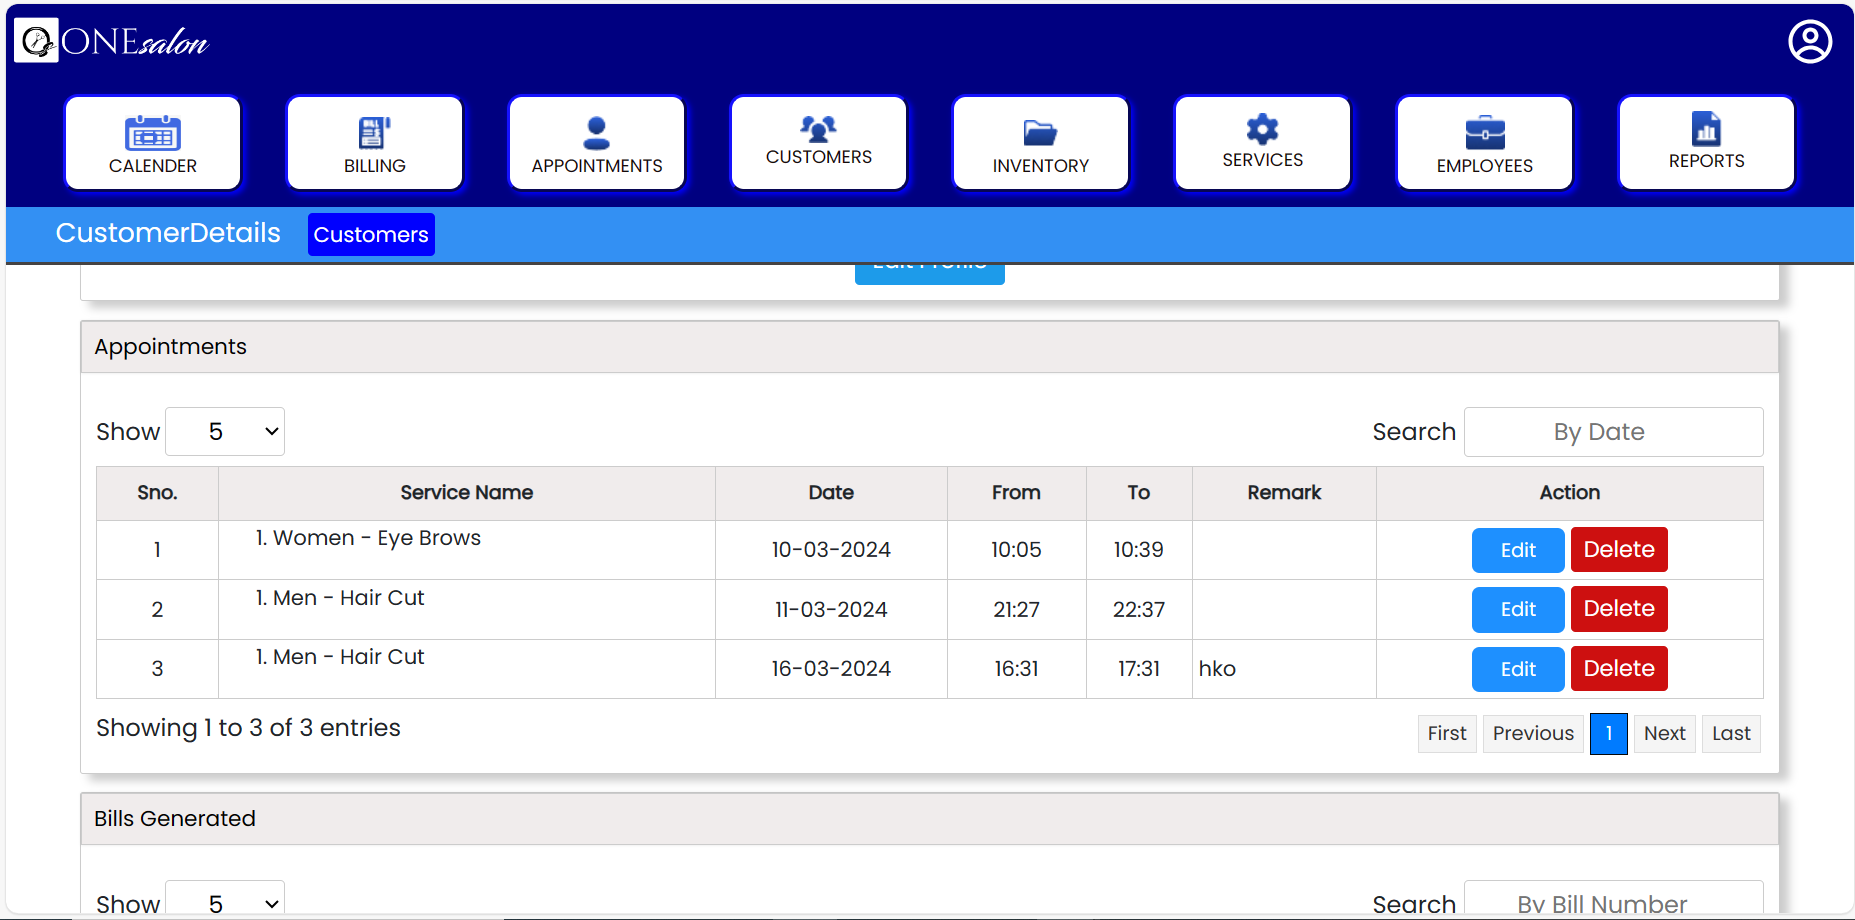 ONEsalon
CALENDER
BILLING
APPOINTMENTS
CUSTOMERS
INVENTORY
SERVICES
EMPLOYEES
REPORTS
CustomerDetails Customers
Edit Profile
Appointments
Show 5 Search By Date
Sno. Service Name Date From To Remark Action
1 1. Women - Eye Brows 10-03-2024 10:05 10:39 Edit Delete
2 1. Men - Hair Cut 11-03-2024 21:27 22:37 Edit Delete
3 1. Men - Hair Cut 16-03-2024 16:31 17:31 hko Edit Delete
Showing 1 to 3 of 3 entries First Previous 1 Next Last
Bills Generated
Show 5 Search By Bill Number